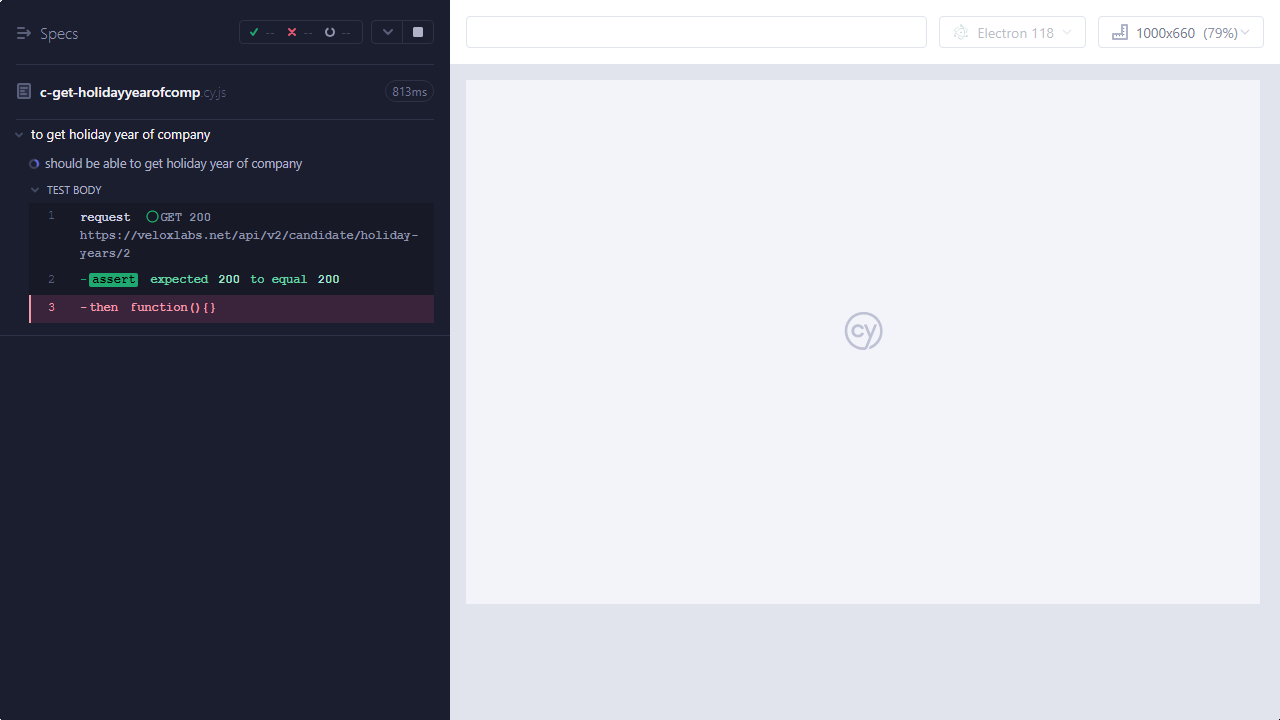 Specs
--
--
--
Electron 118
1000x660 (79%)
c-get-holidayyearofcomp.cy.js
813ms
to get holiday year of company
should be able to get holiday year of company
TEST BODY
1 request GET 200
https://veloxlabs.net/api/v2/candidate/holiday-
years/2
2 -assert expected 200 to equal 200
3 -then function(){}
cy